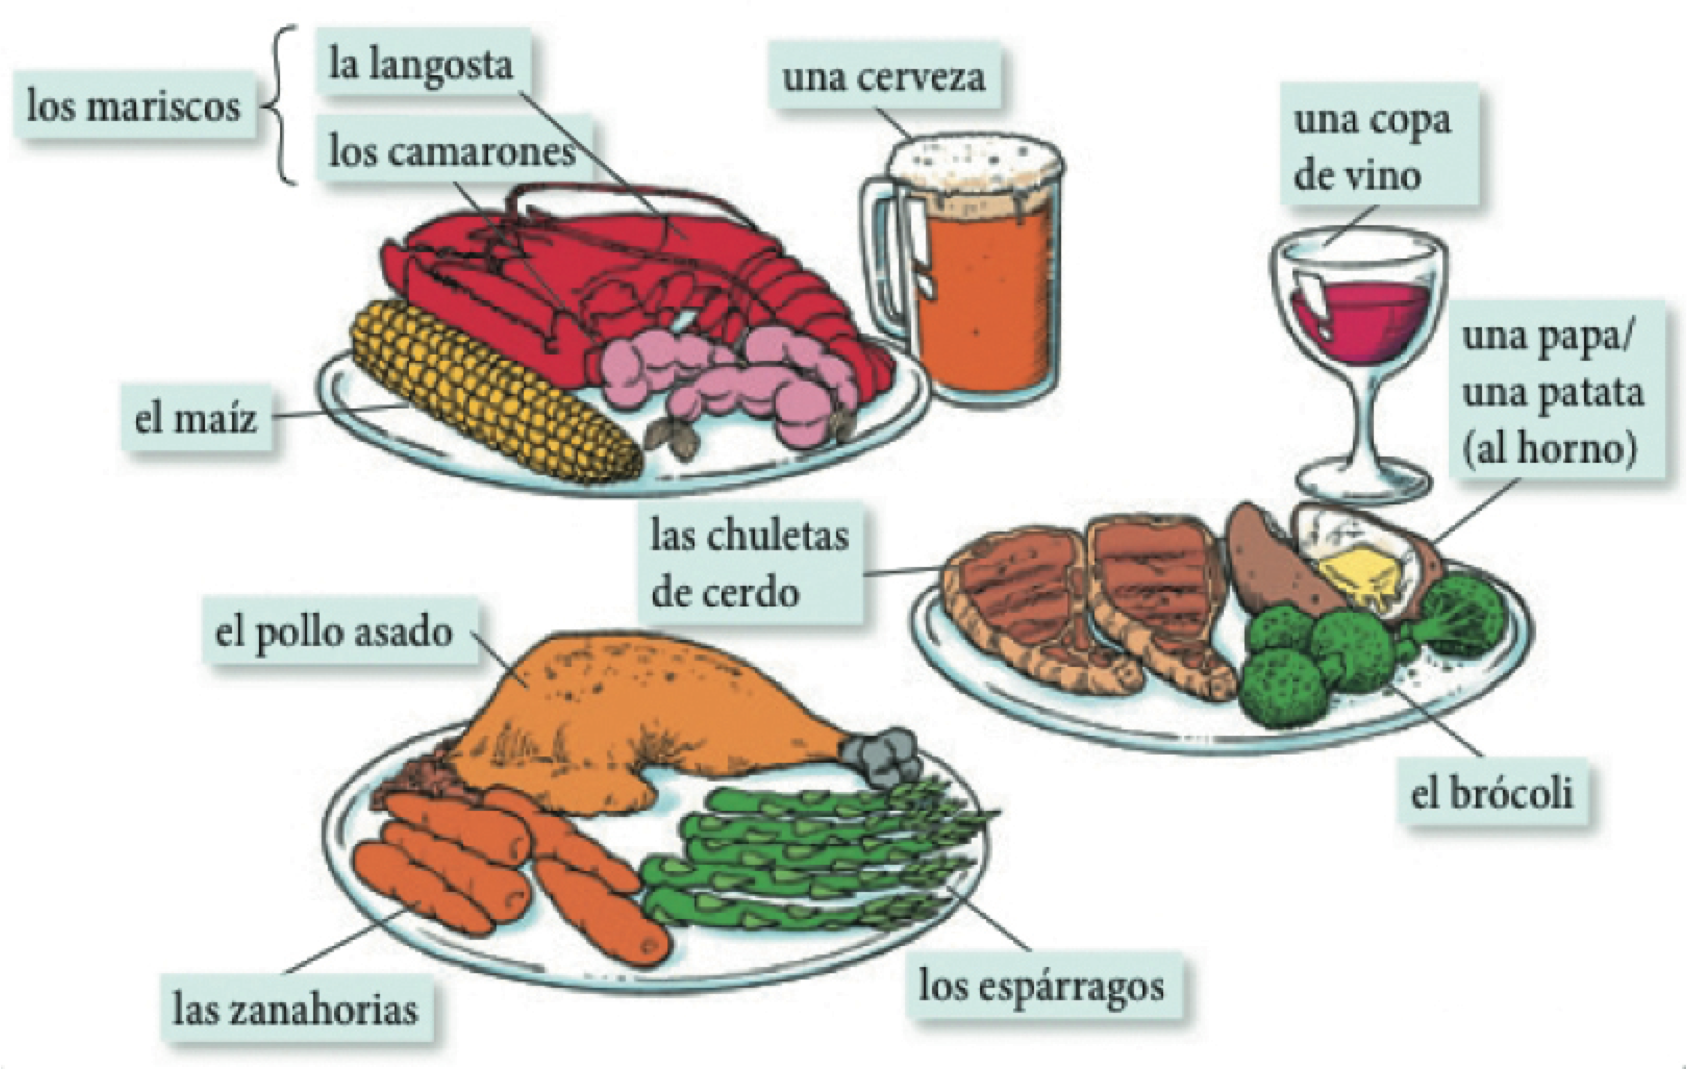 los mariscos
la langosta
los camarones
una cerveza
una copa
de vino
el maíz
una papa/
una patata
(al horno)
las chuletas
de cerdo
el pollo asado
el brócoli
las zanahorias
los espárragos